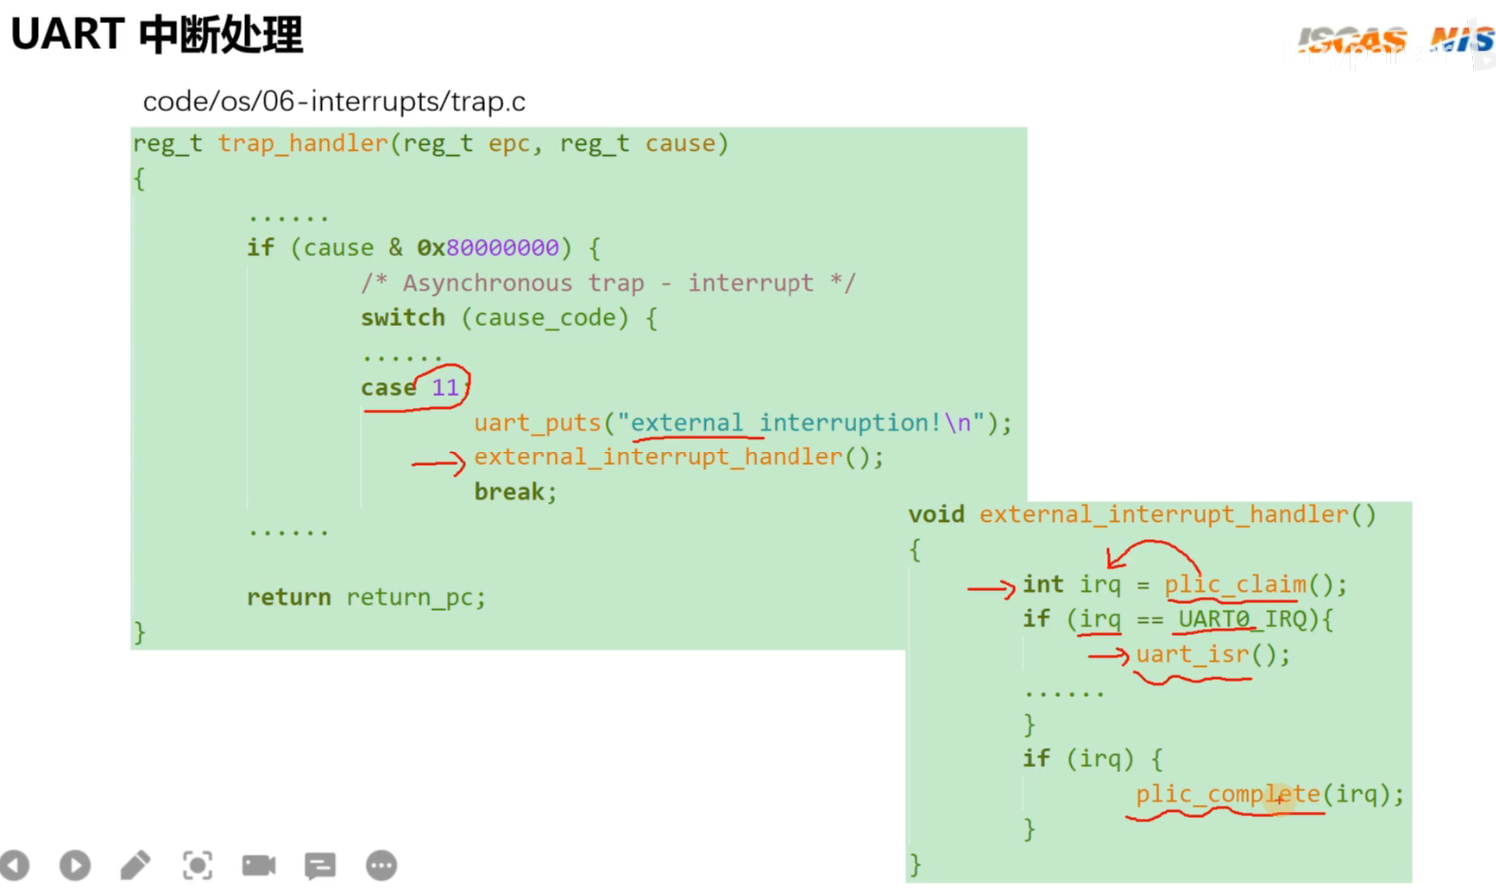 UART 中断处理
ISCAS
code/os/06-interrupts/trap.c
reg_t trap_handler(reg_t epc, reg_t cause)
{
......
if (cause & 0x80000000) {
/* Asynchronous trap - interrupt */
switch (cause_code) {
......
case 11:
uart_puts("external interruption!\n");
external_interrupt_handler();
break;
......
return return_pc;
}
void external_interrupt_handler()
{
int irq = plic_claim();
if (irq == UART0_IRQ){
uart_isr();
......
}
if (irq) {
plic_complete(irq);
}
}